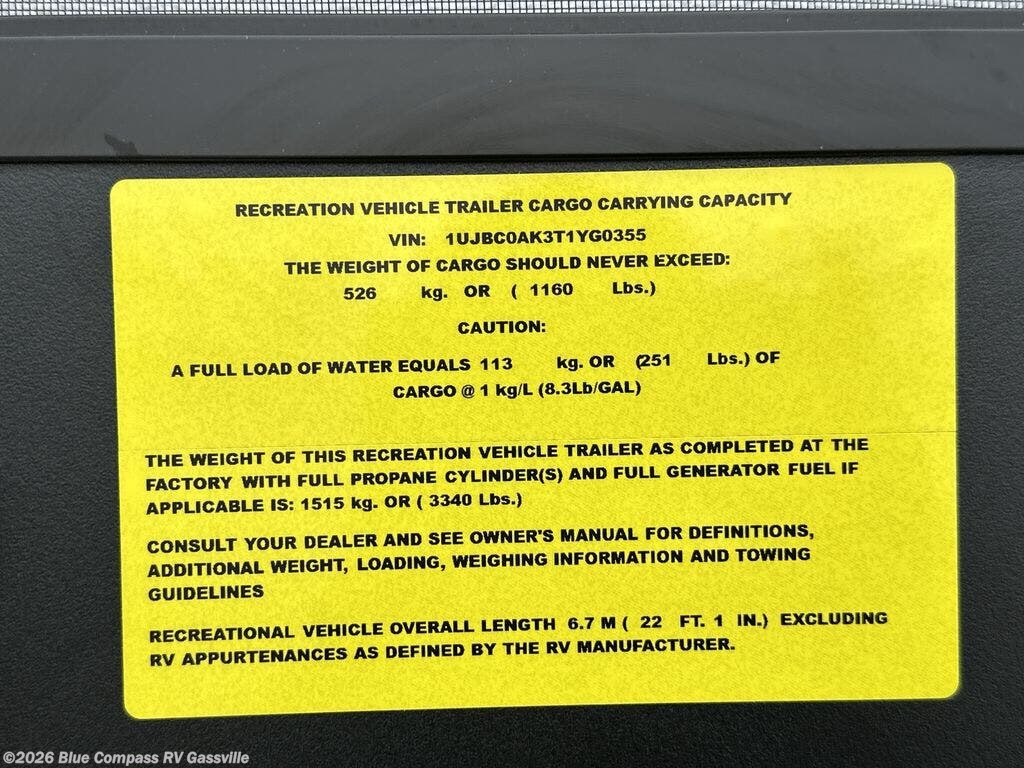 RECREATION VEHICLE TRAILER CARGO CARRYING CAPACITY
VIN: 1UJBC0AK3T1YG0355
THE WEIGHT OF CARGO SHOULD NEVER EXCEED:
526 kg. OR ( 1160 Lbs.)
CAUTION:
A FULL LOAD OF WATER EQUALS 113 kg. OR (251 Lbs.) OF
CARGO @ 1 kg/L (8.3Lb/GAL)
THE WEIGHT OF THIS RECREATION VEHICLE TRAILER AS COMPLETED AT THE
FACTORY WITH FULL PROPANE CYLINDER(S) AND FULL GENERATOR FUEL IF
APPLICABLE IS: 1515 kg. OR ( 3340 Lbs.)
CONSULT YOUR DEALER AND SEE OWNER'S MANUAL FOR DEFINITIONS,
ADDITIONAL WEIGHT, LOADING, WEIGHING INFORMATION AND TOWING
GUIDELINES
RECREATIONAL VEHICLE OVERALL LENGTH 6.7 M ( 22 FT. 1 IN.) EXCLUDING
RV APPURTENANCES AS DEFINED BY THE RV MANUFACTURER.
©2026 Blue Compass RV Gassville